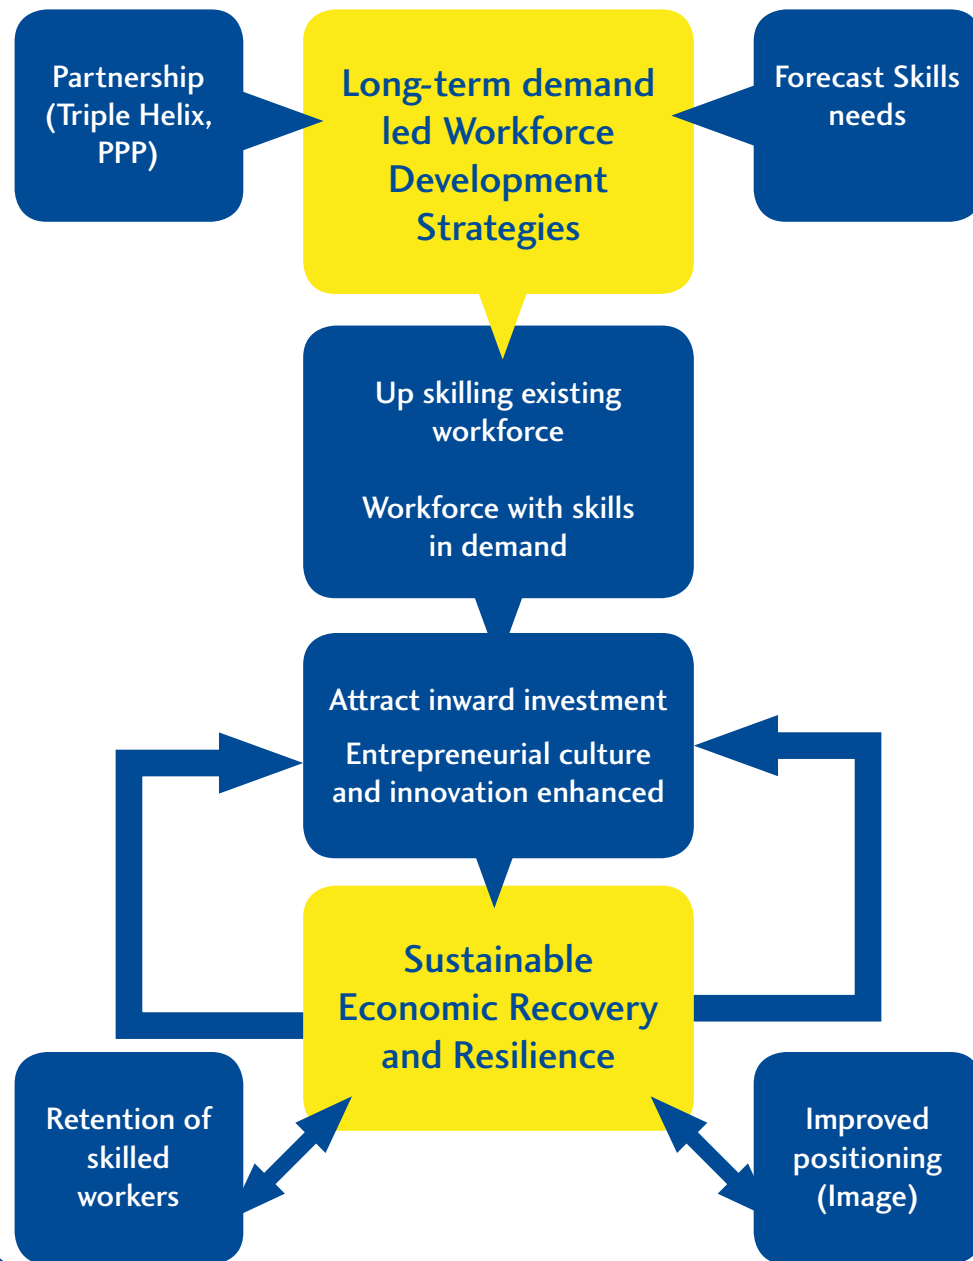 Partnership
(Triple Helix,
PPP)
Long-term demand
led Workforce
Development
Strategies
Forecast Skills
needs
Up skilling existing
workforce
Workforce with skills
in demand
Attract inward investment
Entrepreneurial culture
and innovation enhanced
Sustainable
Economic Recovery
and Resilience
Retention of
skilled
workers
Improved
positioning
(Image)